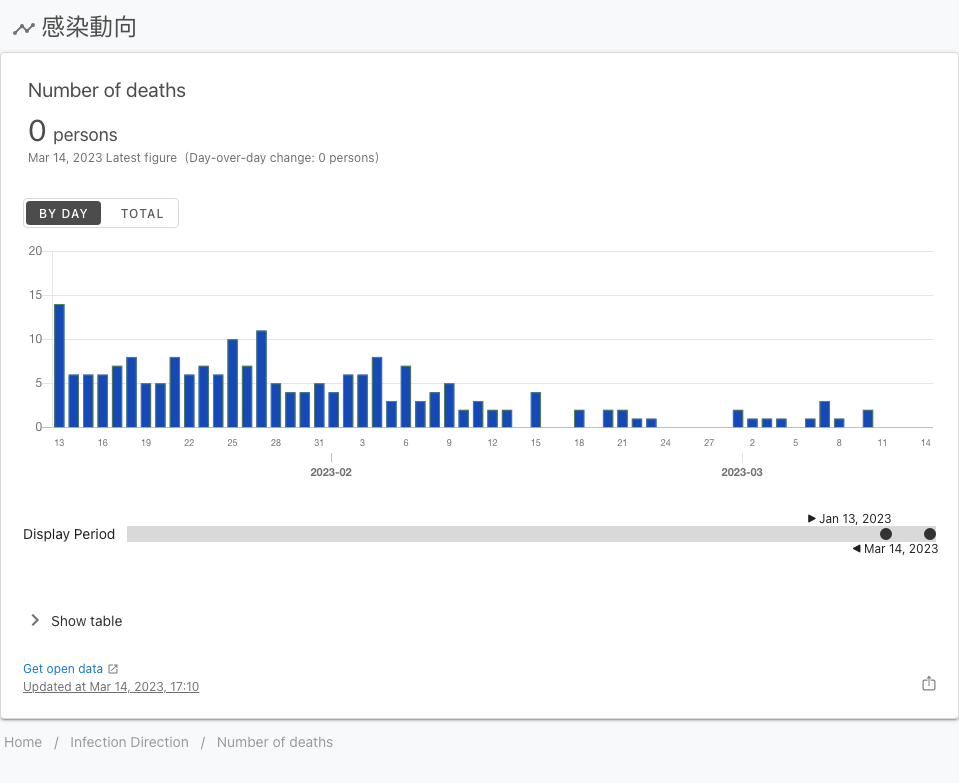 感染動向
Number of deaths
0 persons
Mar 14, 2023 Latest figure (Day-over-day change: 0 persons)
BY DAY TOTAL
20
15
10
5
0
13 16 19 22 25 28 31 3 6 9 12 15 18 21 24 27 2 5 8 11 14
2023-02 2023-03
Jan 13, 2023
Display Period
Mar 14, 2023
Show table
Get open data
Updated at Mar 14, 2023, 17:10
Home / Infection Direction / Number of deaths